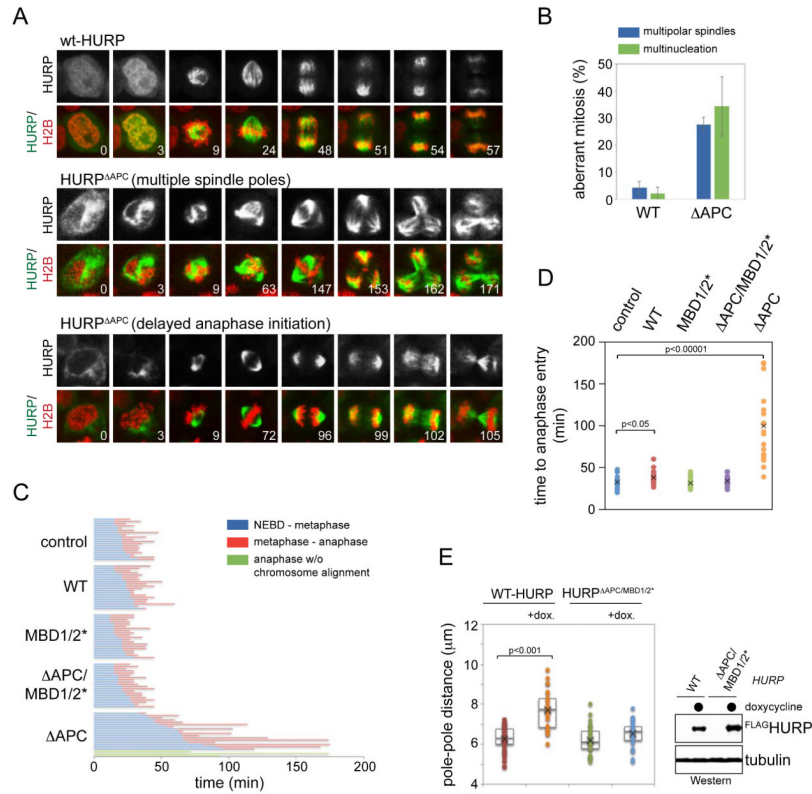 A
wt-HURP
HURP
HURP/
H2B
0 3 9 24 48 51 54 57
HURPΔAPC (multiple spindle poles)
HURP
HURP/
H2B
0 3 9 63 147 153 162 171
HURPΔAPC (delayed anaphase initiation)
HURP
HURP/
H2B
0 3 9 72 96 99 102 105
B
multipolar spindles
multinucleation
aberrant mitosis (%)
60
50
40
30
20
10
0
WT ΔAPC
C
NEBD - metaphase
metaphase - anaphase
anaphase w/o
chromosome alignment
control
WT
MBD1/2*
ΔAPC/
MBD1/2*
ΔAPC
0 50 100 150 200
time (min)
D
control
WT
MBD1/2*
ΔAPC/MBD1/2*
ΔAPC
time to anaphase entry
(min)
200
150
100
50
0
p<0.00001
p<0.05
E
WT-HURP HURPΔAPC/MBD1/2*
+dox. +dox.
pole-pole distance (μm)
12
10
8
6
4
p<0.001
WT
ΔAPC/
MBD1/2*
HURP
doxycycline
FLAGHURP
tubulin
Western